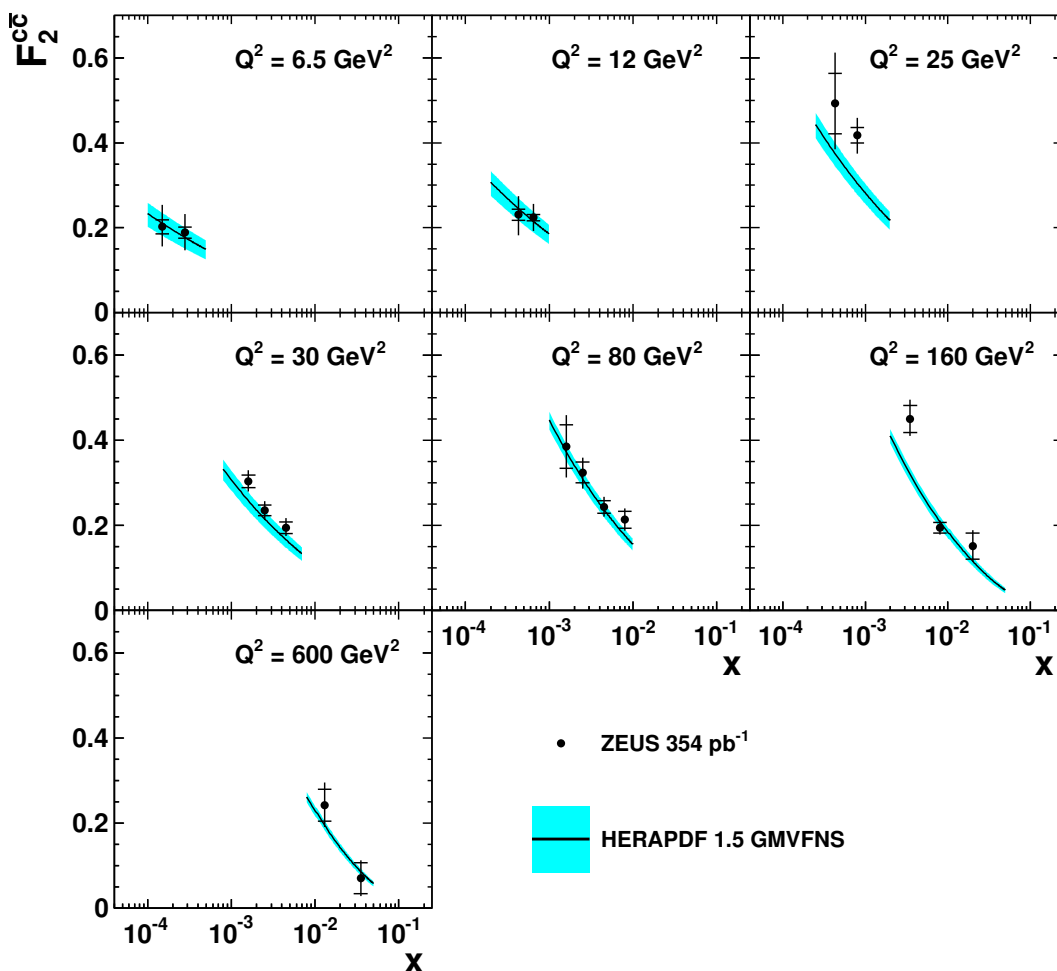 F₂^cc̄
Q² = 6.5 GeV²
Q² = 12 GeV²
Q² = 25 GeV²
0.6
0.4
0.2
0
Q² = 30 GeV²
Q² = 80 GeV²
Q² = 160 GeV²
0.6
0.4
0.2
0
10⁻⁴ 10⁻³ 10⁻² 10⁻¹
x
10⁻⁴ 10⁻³ 10⁻² 10⁻¹
x
Q² = 600 GeV²
0.6
0.4
0.2
0
10⁻⁴ 10⁻³ 10⁻² 10⁻¹
x
ZEUS 354 pb⁻¹
HERAPDF 1.5 GMVFNS